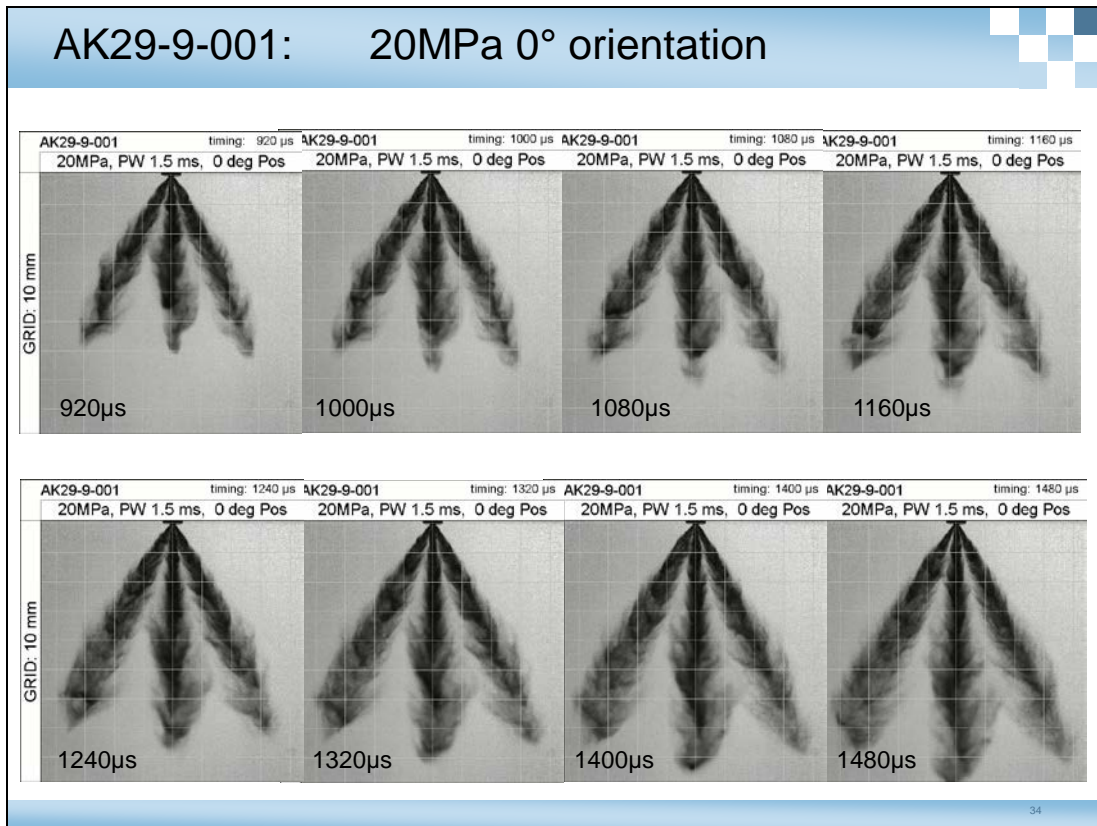 AK29-9-001: 20MPa 0° orientation
AK29-9-001 timing: 920 µs
20MPa, PW 1.5 ms, 0 deg Pos
GRID: 10 mm
920µs
AK29-9-001 timing: 1000 µs
20MPa, PW 1.5 ms, 0 deg Pos
1000µs
AK29-9-001 timing: 1080 µs
20MPa, PW 1.5 ms, 0 deg Pos
1080µs
AK29-9-001 timing: 1160 µs
20MPa, PW 1.5 ms, 0 deg Pos
1160µs
AK29-9-001 timing: 1240 µs
20MPa, PW 1.5 ms, 0 deg Pos
GRID: 10 mm
1240µs
AK29-9-001 timing: 1320 µs
20MPa, PW 1.5 ms, 0 deg Pos
1320µs
AK29-9-001 timing: 1400 µs
20MPa, PW 1.5 ms, 0 deg Pos
1400µs
AK29-9-001 timing: 1480 µs
20MPa, PW 1.5 ms, 0 deg Pos
1480µs
34